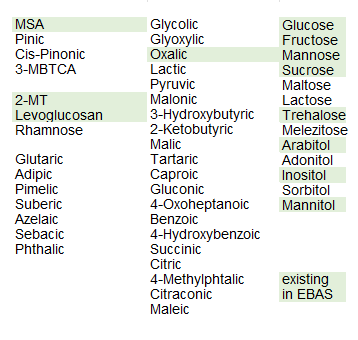 MSA
Pinic
Cis-Pinonic
3-MBTCA
2-MT
Levoglucosan
Rhamnose
Glutaric
Adipic
Pimelic
Suberic
Azelaic
Sebacic
Phthalic
Glycolic
Glyoxylic
Oxalic
Lactic
Pyruvic
Malonic
3-Hydroxybutyric
2-Ketobutyric
Malic
Tartaric
Caproic
Gluconic
4-Oxoheptanoic
Benzoic
4-Hydroxybenzoic
Succinic
Citric
4-Methylphtalic
Citraconic
Maleic
Glucose
Fructose
Mannose
Sucrose
Maltose
Lactose
Trehalose
Melezitose
Arabitol
Adonitol
Inositol
Sorbitol
Mannitol
existing
in EBAS